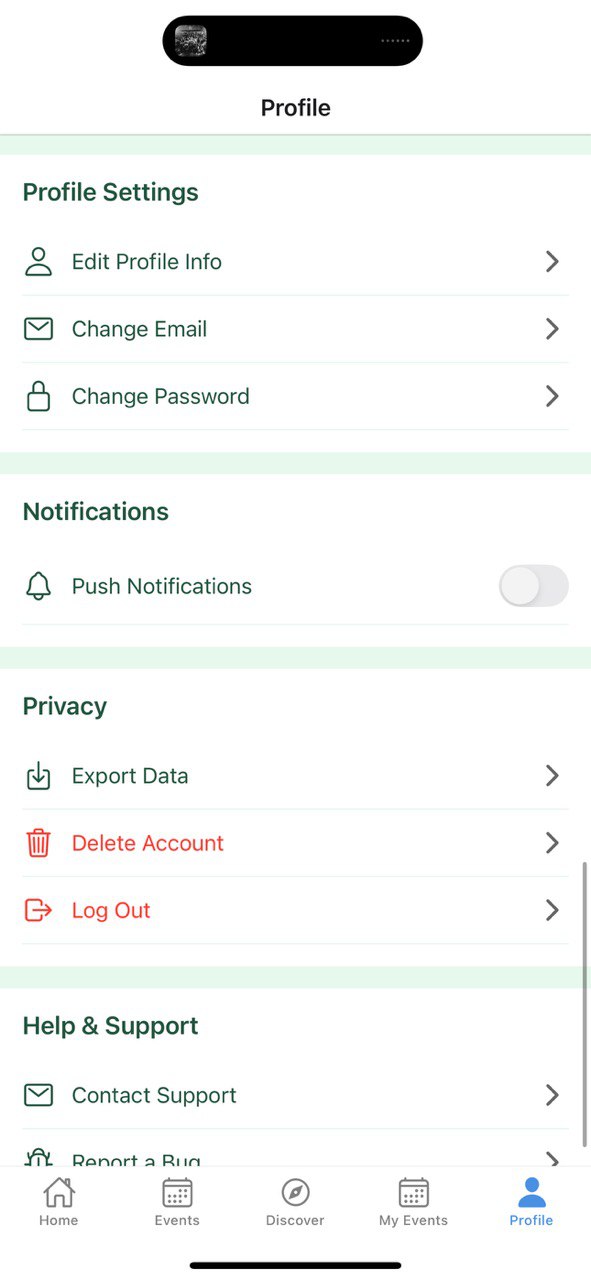 Profile
Profile Settings
Edit Profile Info
Change Email
Change Password
Notifications
Push Notifications
Privacy
Export Data
Delete Account
Log Out
Help & Support
Contact Support
Report a Bug
Home
Events
Discover
My Events
Profile